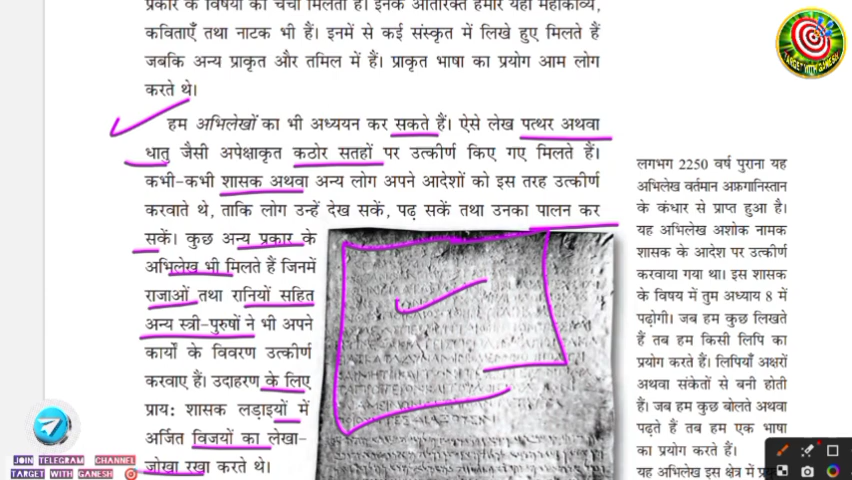 प्रकार के विषयों की चर्चा मिलती है। इनके अतिरिक्त हमारे यहाँ महाकाव्य,
कविताएँ तथा नाटक भी हैं। इनमें से कई संस्कृत में लिखे हुए मिलते हैं
जबकि अन्य प्राकृत और तमिल में हैं। प्राकृत भाषा का प्रयोग आम लोग
करते थे।
हम अभिलेखों का भी अध्ययन कर सकते हैं। ऐसे लेख पत्थर अथवा
धातु जैसी अपेक्षाकृत कठोर सतहों पर उत्कीर्ण किए गए मिलते हैं।
कभी-कभी शासक अथवा अन्य लोग अपने आदेशों को इस तरह उत्कीर्ण
करवाते थे, ताकि लोग उन्हें देख सकें, पढ़ सकें तथा उनका पालन कर
सकें। कुछ अन्य प्रकार के
अभिलेख भी मिलते हैं जिनमें
राजाओं तथा रानियों सहित
अन्य स्त्री-पुरुषों ने भी अपने
कार्यों के विवरण उत्कीर्ण
करवाए हैं। उदाहरण के लिए
प्राय: शासक लड़ाइयों में
अर्जित विजयों का लेखा-
जोखा रखा करते थे।
लगभग 2250 वर्ष पुराना यह
अभिलेख वर्तमान अफ़गानिस्तान
के कंधार से प्राप्त हुआ है।
यह अभिलेख अशोक नामक
शासक के आदेश पर उत्कीर्ण
करवाया गया था। इस शासक
के विषय में तुम अध्याय 8 में
पढ़ोगी। जब हम कुछ लिखते
हैं तब हम किसी लिपि का
प्रयोग करते हैं। लिपियाँ अक्षरों
अथवा संकेतों से बनी होती
हैं। जब हम कुछ बोलते अथवा
पढ़ते हैं तब हम एक भाषा
का प्रयोग करते हैं।
यह अभिलेख इस क्षेत्र में
TARGET WITH GANESH
JOIN TELEGRAM CHANNEL
TARGET WITH GANESH